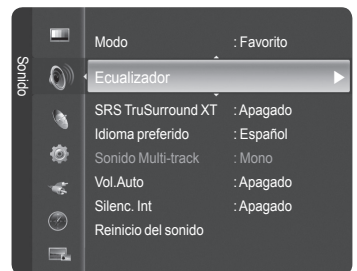 Sonido
Modo : Favorito
Ecualizador
SRS TruSurround XT : Apagado
Idioma preferido : Español
Sonido Multi-track : Mono
Vol.Auto : Apagado
Silenc. Int : Apagado
Reinicio del sonido